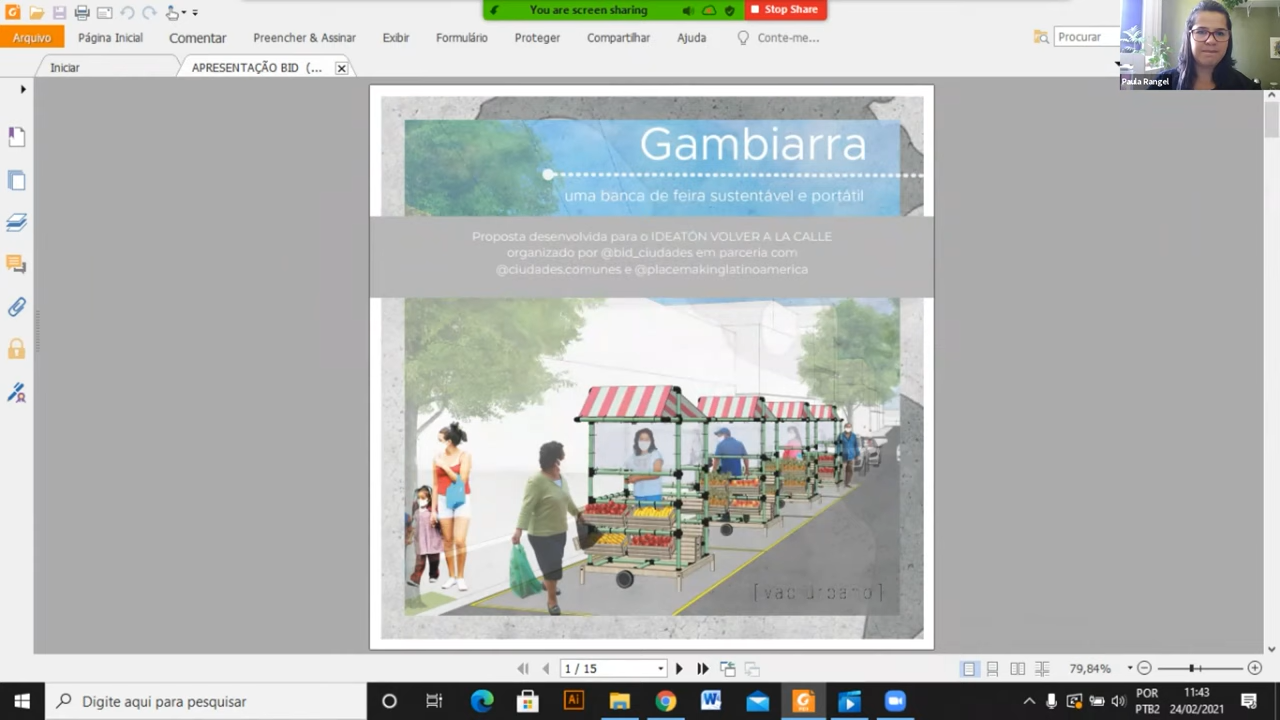 You are screen sharing
Stop Share
Arquivo
Página Inicial
Comentar
Preencher & Assinar
Exibir
Formulário
Proteger
Compartilhar
Ajuda
Conte-me...
Procurar
Paula Rangel
Iniciar
APRESENTAÇÃO BID (...
Gambiarra
uma banca de feira sustentável e portátil
Proposta desenvolvida para o IDEATÓN VOLVER A LA CALLE
organizado por @bid_ciudades em parceria com
@ciudades.comunes e @placemakinglatinoamerica
[vao urbano]
1 / 15
79,84%
Digite aqui para pesquisar
Ai
W
POR
PTB2
11:43
24/02/2021